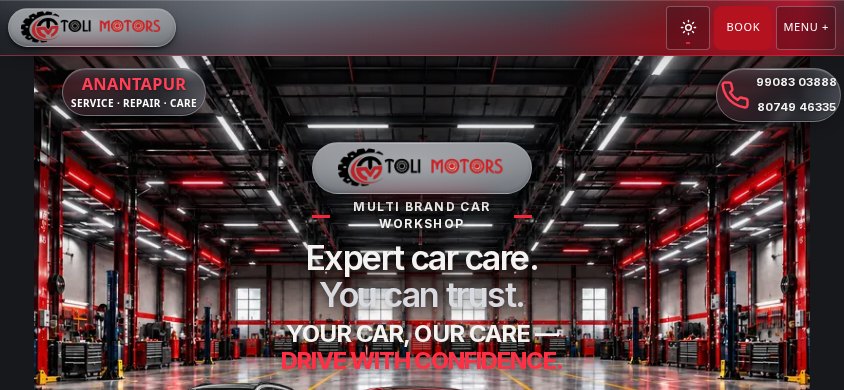 TOLI MOTORS
BOOK
MENU +
ANANTAPUR
SERVICE · REPAIR · CARE
99083 03888
80749 46335
TOLI MOTORS
MULTI BRAND CAR
WORKSHOP
Expert car care.
You can trust.
YOUR CAR, OUR CARE —
DRIVE WITH CONFIDENCE.